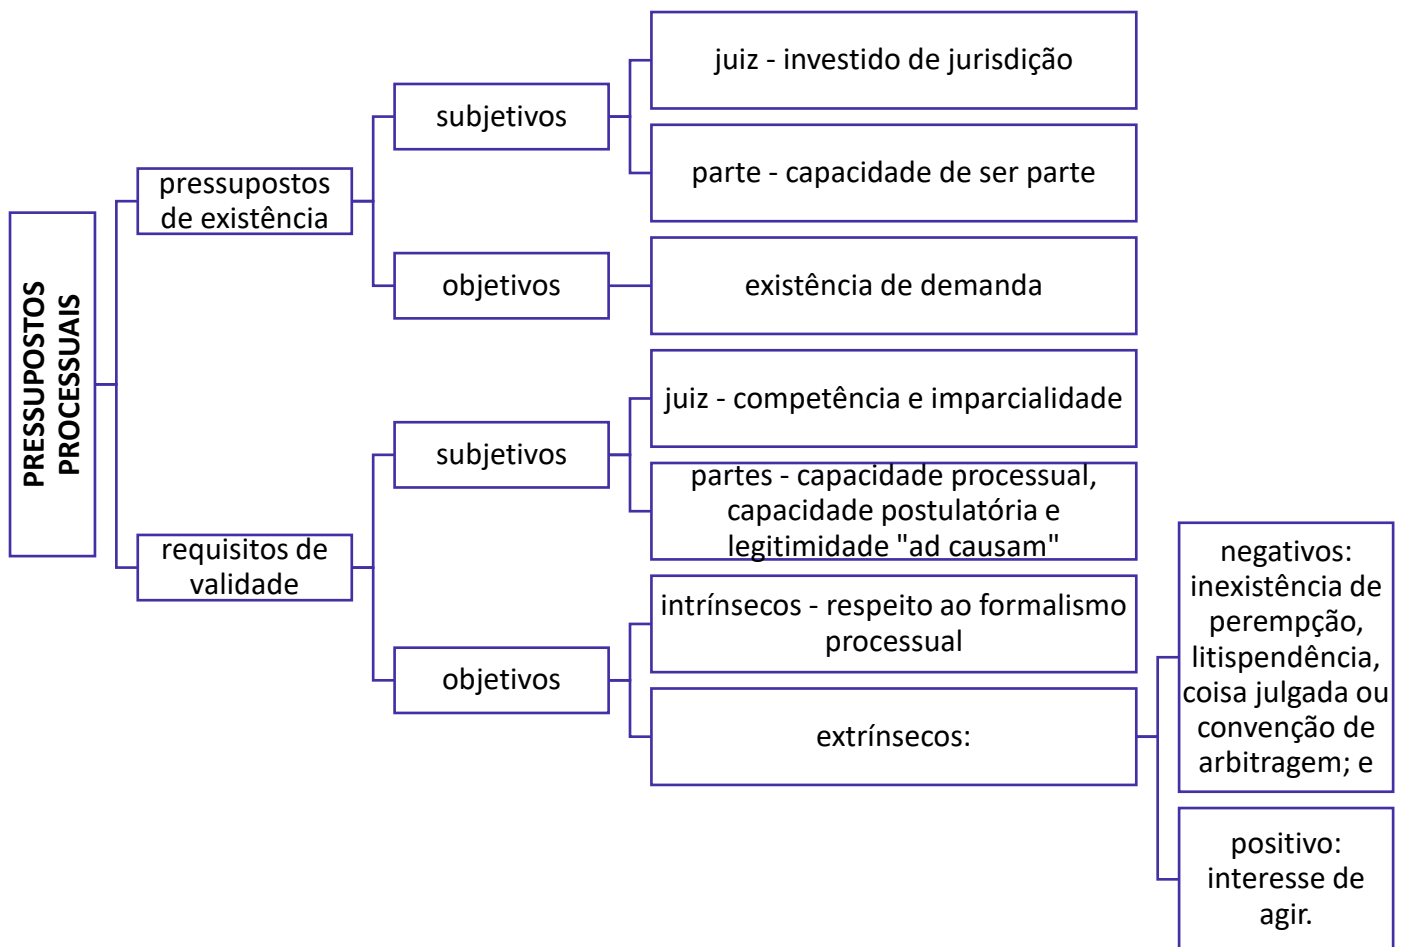 PRESSUPOSTOS
PROCESSUAIS
pressupostos
de existência
subjetivos
juiz - investido de jurisdição
parte - capacidade de ser parte
objetivos
existência de demanda
requisitos de
validade
subjetivos
juiz - competência e imparcialidade
partes - capacidade processual,
capacidade postulatória e
legitimidade "ad causam"
objetivos
intrínsecos - respeito ao formalismo
processual
extrínsecos:
negativos:
inexistência de
perempção,
litispendência,
coisa julgada ou
convenção de
arbitragem; e
positivo:
interesse de
agir.